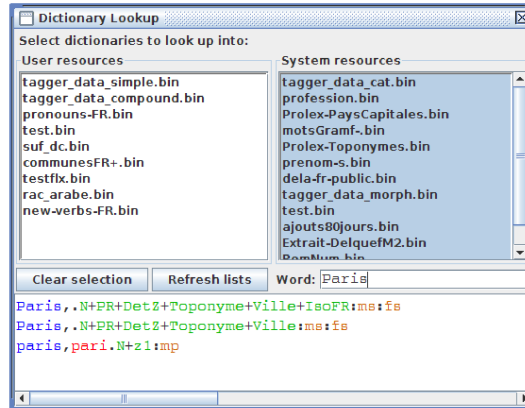 Dictionary Lookup
Select dictionaries to look up into:
User resources
tagger_data_simple.bin
tagger_data_compound.bin
pronouns-FR.bin
test.bin
suf_dc.bin
communesFR+.bin
testflx.bin
rac_arabe.bin
new-verbs-FR.bin
System resources
tagger_data_cat.bin
profession.bin
Prolex-PaysCapitales.bin
motsGramf-.bin
Prolex-Toponymes.bin
prenom-s.bin
dela-fr-public.bin
tagger_data_morph.bin
test.bin
ajouts80jours.bin
Extrait-DelquefM2.bin
RomNum.bin
Clear selection
Refresh lists
Word: Paris
Paris,.N+PR+DetZ+Toponyme+Ville+IsoFR:ms:fs
Paris,.N+PR+DetZ+Toponyme+Ville:ms:fs
paris,pari.N+z1:mp